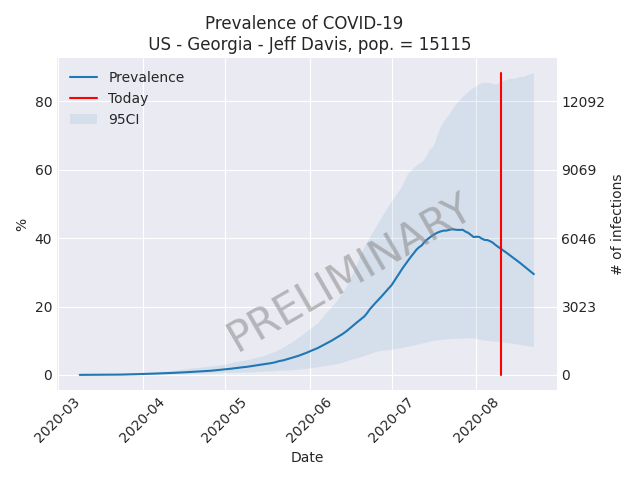 Prevalence of COVID-19
US - Georgia - Jeff Davis, pop. = 15115
Prevalence
Today
95CI
80
60
40
20
0
%
12092
9069
6046
3023
0
# of infections
PRELIMINARY
2020-03
2020-04
2020-05
2020-06
2020-07
2020-08
Date